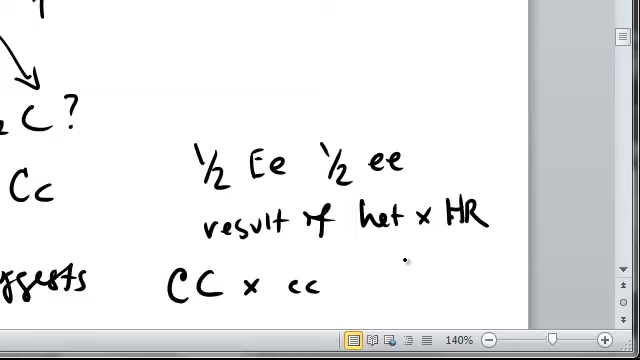 C?
½ Ee ½ ee
Cc
result of het × HR
CC × cc
140%